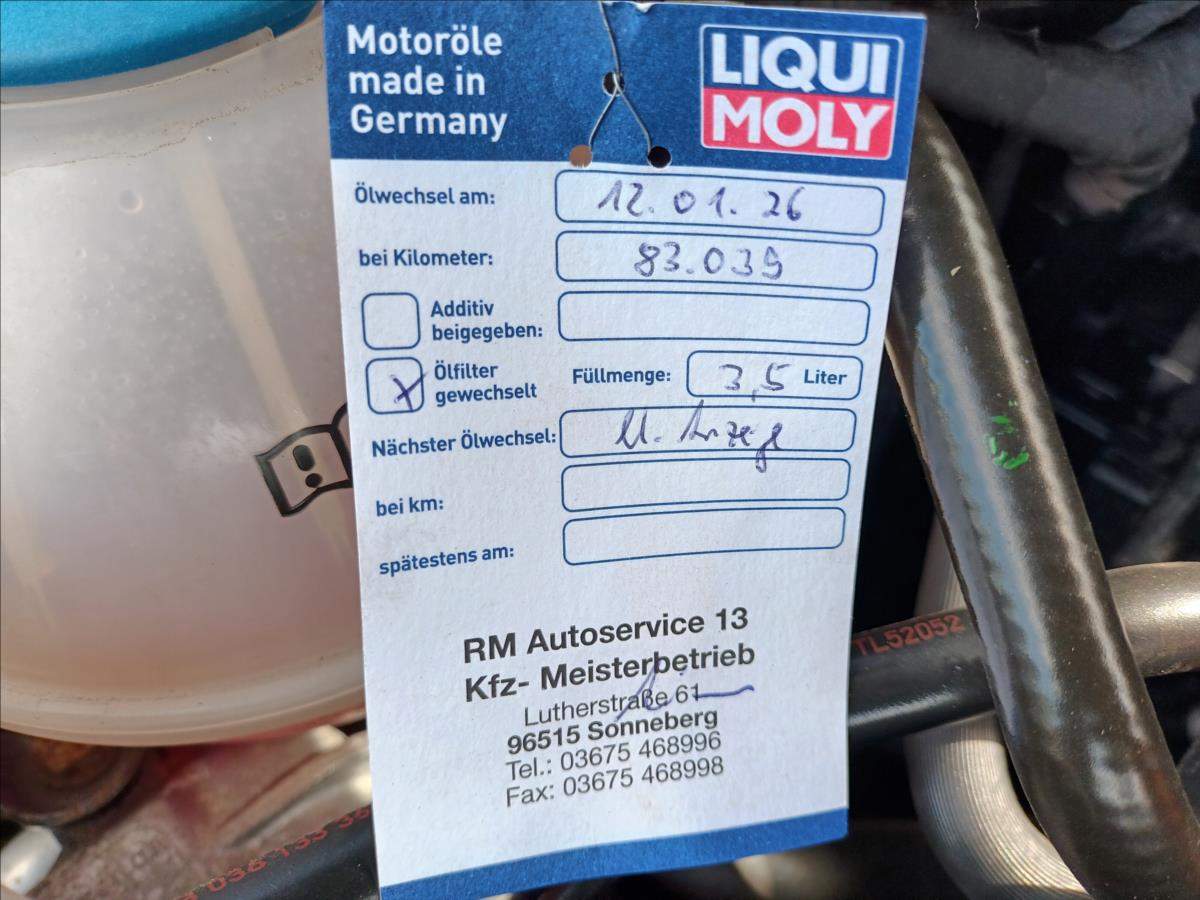 Motoröle
made in
Germany
LIQUI
MOLY
Ölwechsel am: 12.01.26
bei Kilometer: 83.039
Additiv
beigegeben:
Ölfilter
gewechselt
Füllmenge: 3,5 Liter
Nächster Ölwechsel:
bei km:
spätestens am:
RM Autoservice 13
Kfz- Meisterbetrieb
Lutherstraße 61
96515 Sonneberg
Tel.: 03675 468996
Fax: 03675 468998
TL52052